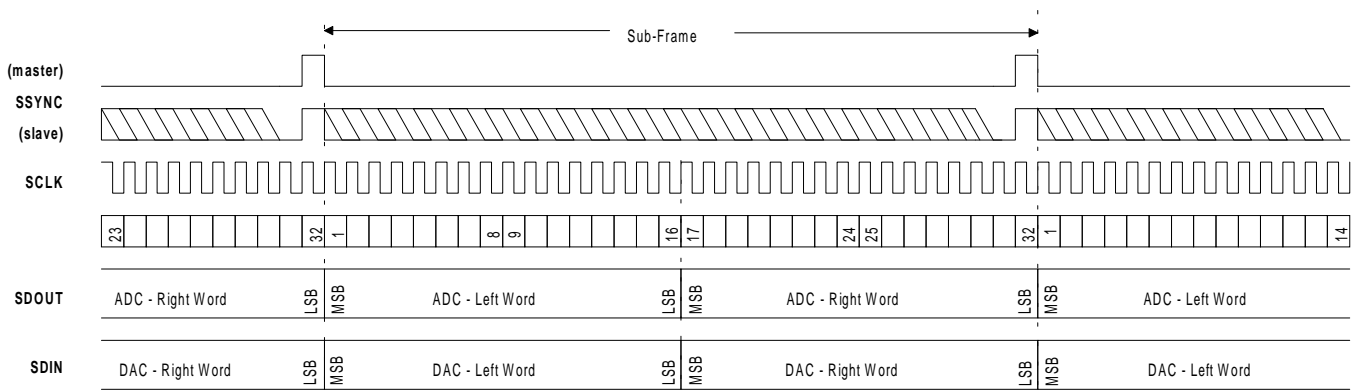 Sub-Frame
(master)
SSYNC
(slave)
SCLK
23 32 1 8 9 16 17 24 25 32 1 14
SDOUT ADC - Right Word LSB MSB ADC - Left Word LSB MSB ADC - Right Word LSB MSB ADC - Left Word
SDIN DAC - Right Word LSB MSB DAC - Left Word LSB MSB DAC - Right Word LSB MSB DAC - Left Word